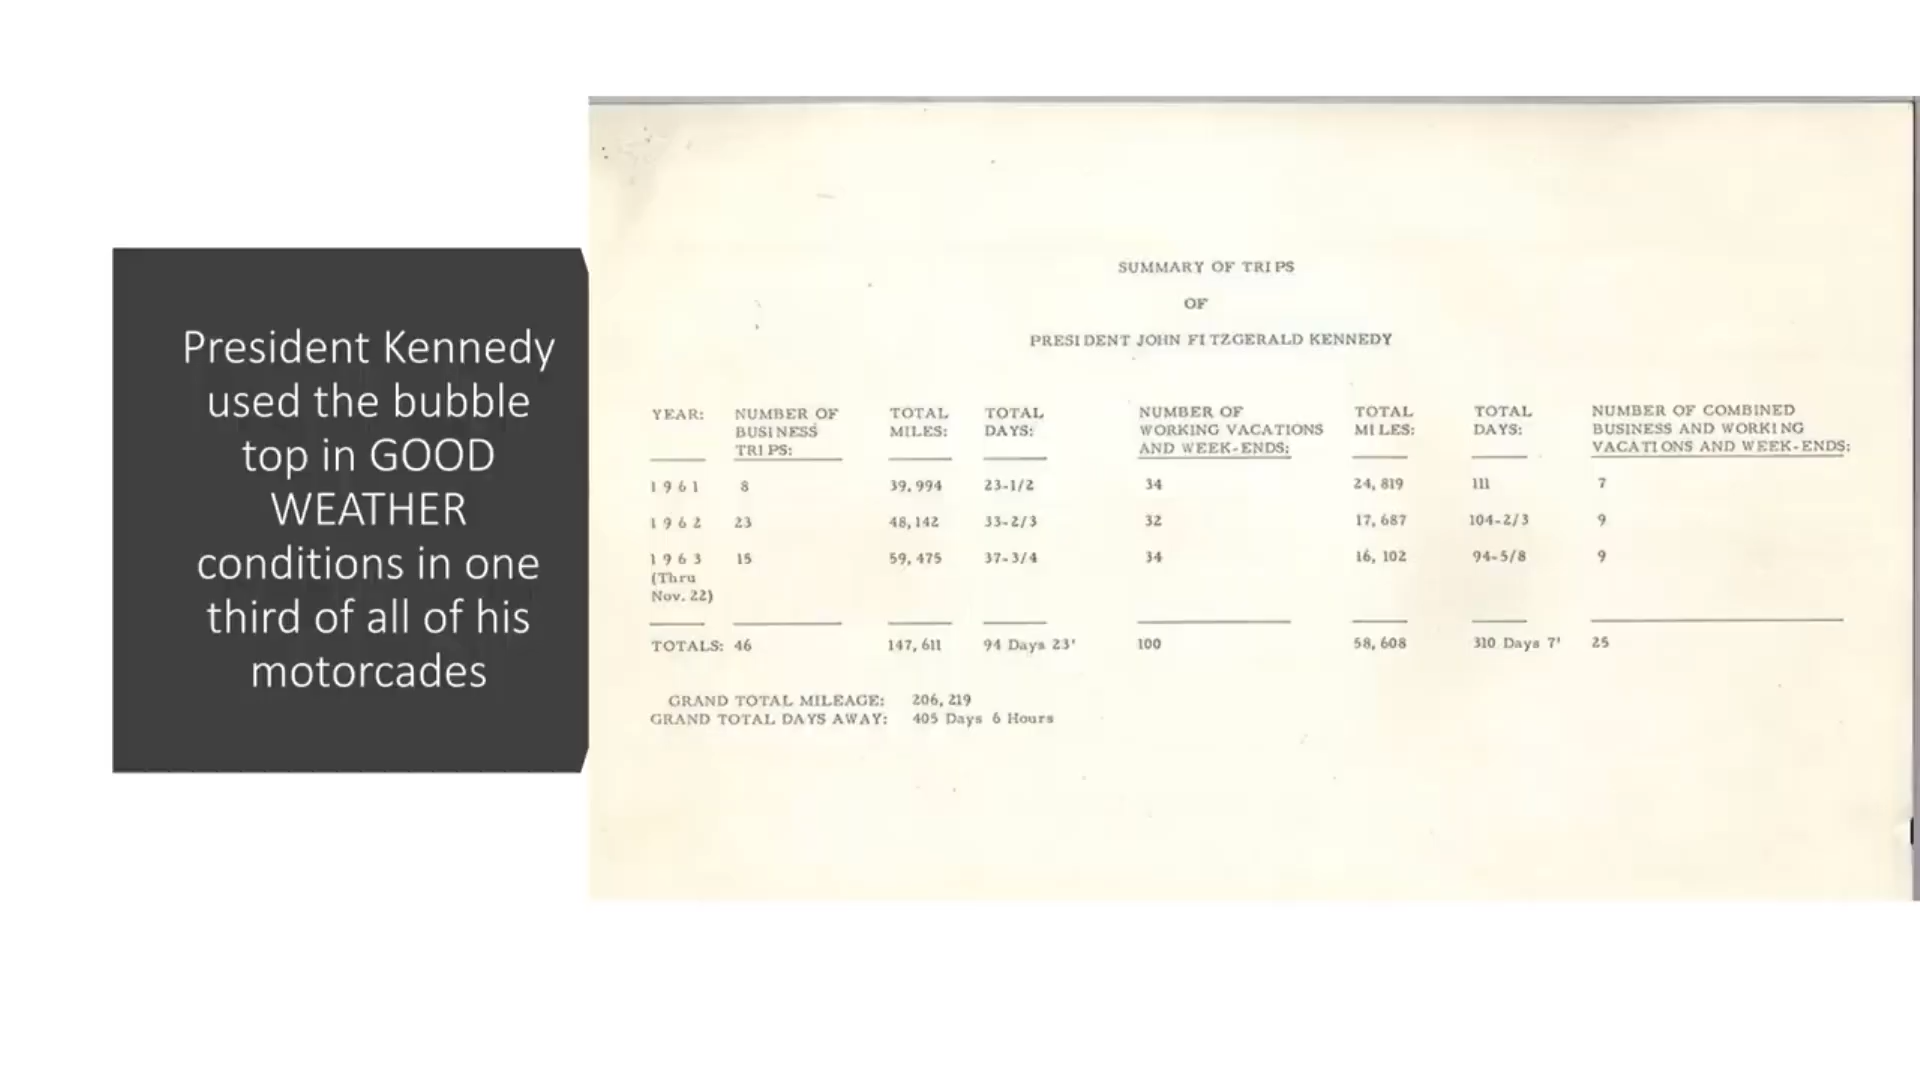 President Kennedy
used the bubble
top in GOOD
WEATHER
conditions in one
third of all of his
motorcades
SUMMARY OF TRIPS
OF
PRESIDENT JOHN FITZGERALD KENNEDY
YEAR: NUMBER OF BUSINESS TRIPS: TOTAL MILES: TOTAL DAYS: NUMBER OF WORKING VACATIONS AND WEEK-ENDS: TOTAL MILES: TOTAL DAYS: NUMBER OF COMBINED BUSINESS AND WORKING VACATIONS AND WEEK-ENDS:
1961 8 39,994 23-1/2 34 24,819 111 7
1962 23 48,142 33-2/3 32 17,687 104-2/3 9
1963 15 59,475 37-3/4 34 16,102 94-5/8 9
(Thru
Nov. 22)
TOTALS: 46 147,611 94 Days 23' 100 58,608 310 Days 7' 25
GRAND TOTAL MILEAGE: 206,219
GRAND TOTAL DAYS AWAY: 405 Days 6 Hours